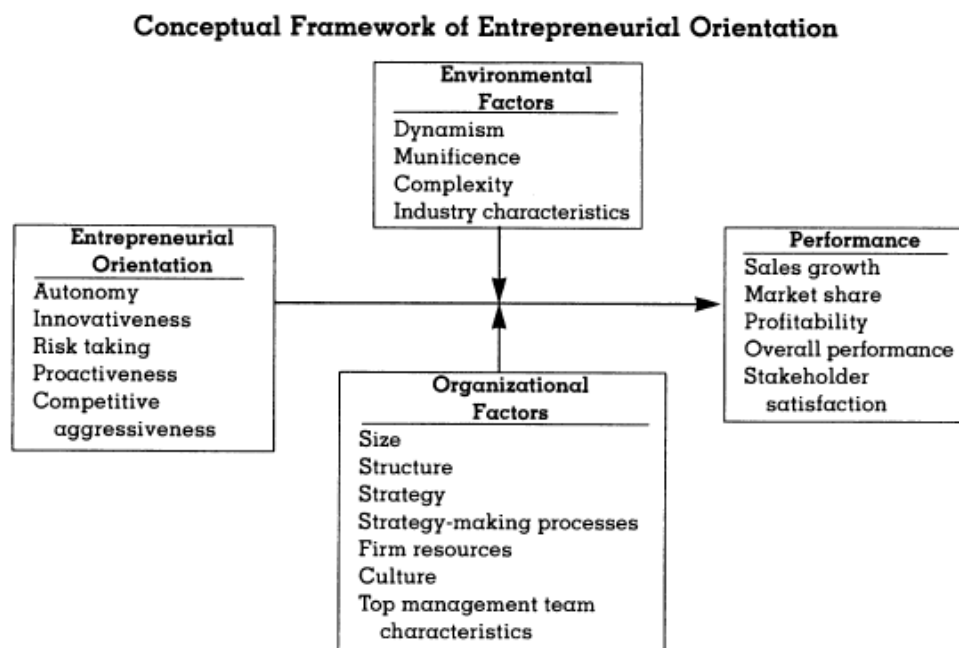 Conceptual Framework of Entrepreneurial Orientation
Environmental
Factors
Dynamism
Munificence
Complexity
Industry characteristics
Entrepreneurial
Orientation
Autonomy
Innovativeness
Risk taking
Proactiveness
Competitive
aggressiveness
Performance
Sales growth
Market share
Profitability
Overall performance
Stakeholder
satisfaction
Organizational
Factors
Size
Structure
Strategy
Strategy-making processes
Firm resources
Culture
Top management team
characteristics